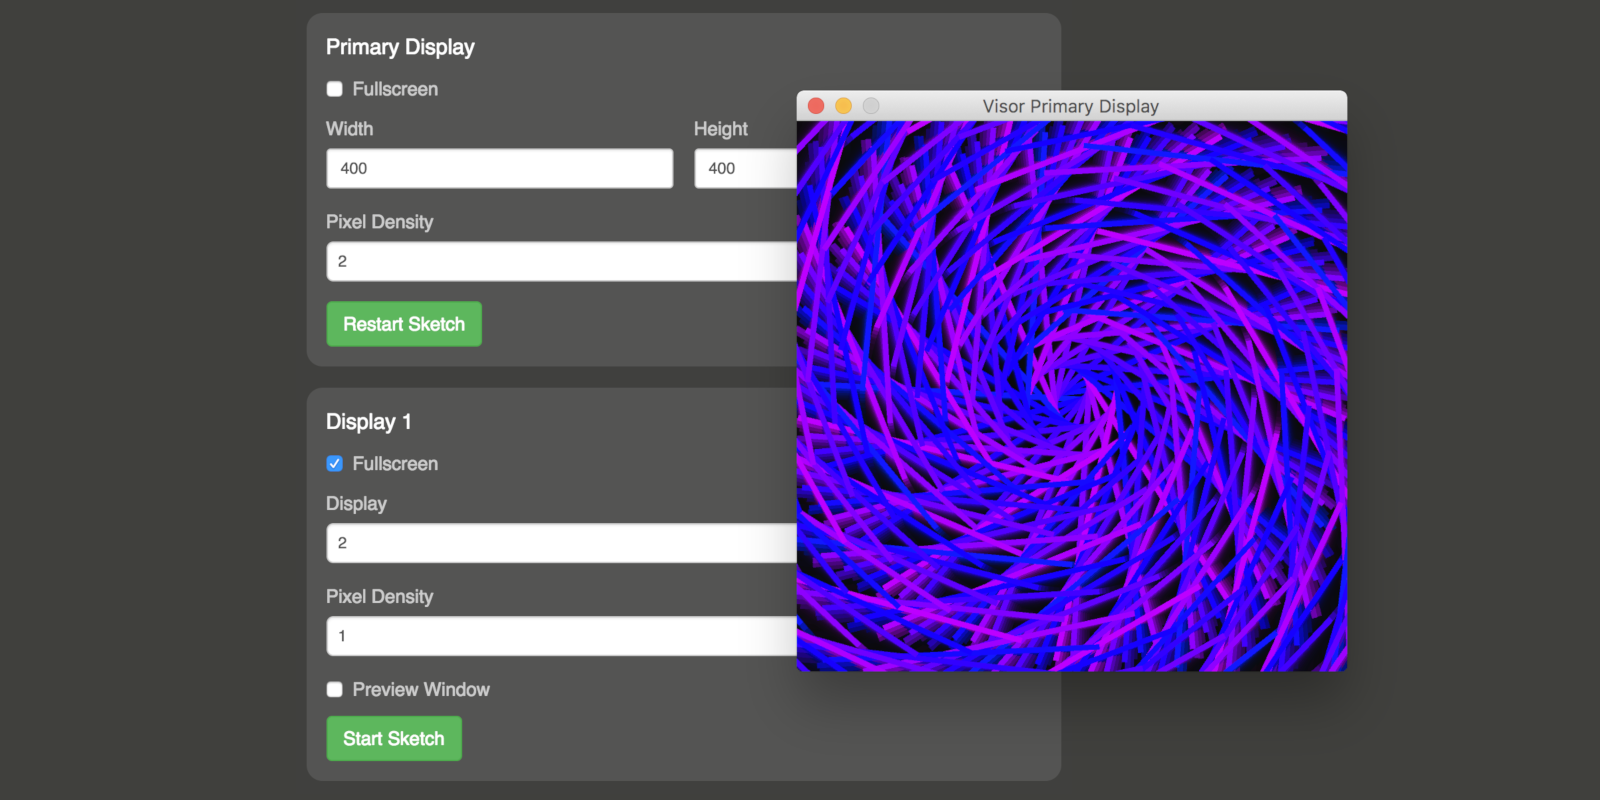 Primary Display
Fullscreen
Width
Height
400
400
Pixel Density
2
Restart Sketch
Visor Primary Display
Display 1
Fullscreen
Display
2
Pixel Density
1
Preview Window
Start Sketch